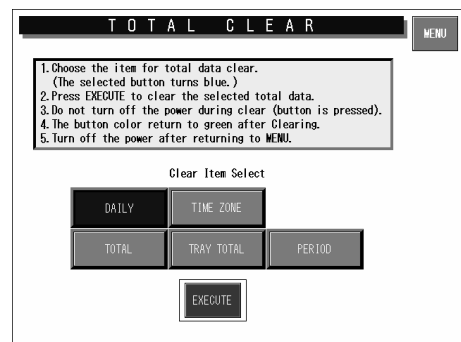 TOTAL CLEAR
MENU
1.Choose the item for total data clear.
(The selected button turns blue.)
2.Press EXECUTE to clear the selected total data.
3.Do not turn off the power during clear (button is pressed).
4.The button color return to green after Clearing.
5.Turn off the power after returning to MENU.
Clear Item Select
DAILY TIME ZONE
TOTAL TRAY TOTAL PERIOD
EXECUTE